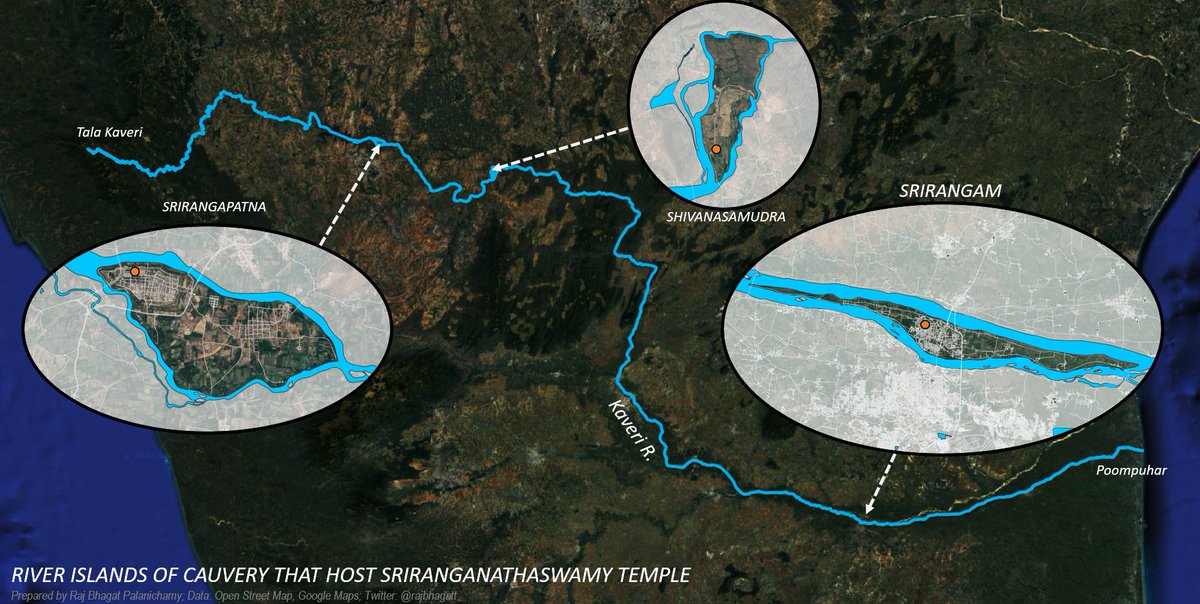 Tala Kaveri
SRIRANGAPATNA
SHIVANASAMUDRA
SRIRANGAM
Kaveri R.
Poompuhar
RIVER ISLANDS OF CAUVERY THAT HOST SRIRANGANATHASWAMY TEMPLE
Prepared by Raj Bhagat Palanichamy; Data: Open Street Map, Google Maps; Twitter: @rajbhagatt